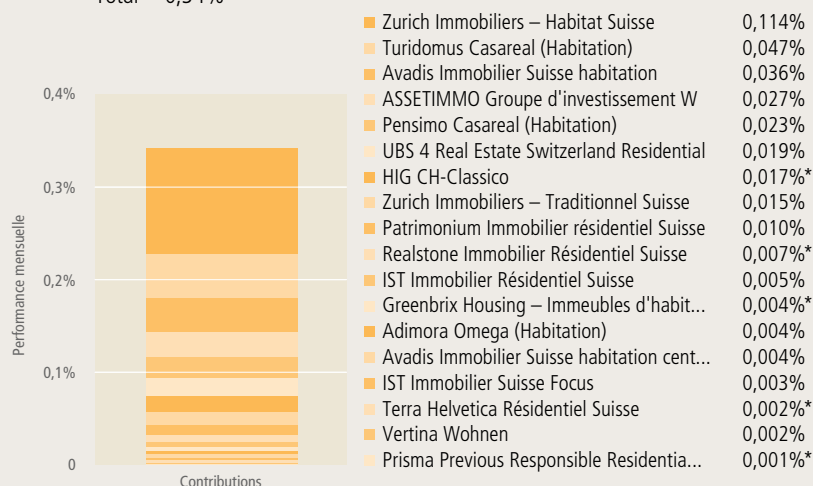 Zurich Immobiliers – Habitat Suisse 0,114%
Turidomus Casareal (Habitation) 0,047%
Avadis Immobilier Suisse habitation 0,036%
ASSETIMMO Groupe d'investissement W 0,027%
Pensimo Casareal (Habitation) 0,023%
UBS 4 Real Estate Switzerland Residential 0,019%
HIG CH-Classico 0,017%*
Zurich Immobiliers – Traditionnel Suisse 0,015%
Patrimonium Immobilier résidentiel Suisse 0,010%
Realstone Immobilier Résidentiel Suisse 0,007%*
IST Immobilier Résidentiel Suisse 0,005%
Greenbrix Housing – Immeubles d'habit... 0,004%*
Adimora Omega (Habitation) 0,004%
Avadis Immobilier Suisse habitation cent... 0,004%
IST Immobilier Suisse Focus 0,003%
Terra Helvetica Résidentiel Suisse 0,002%*
Vertina Wohnen 0,002%
Prisma Previous Responsible Residentia... 0,001%*
Performance mensuelle
0,4%
0,3%
0,2%
0,1%
0
Contributions